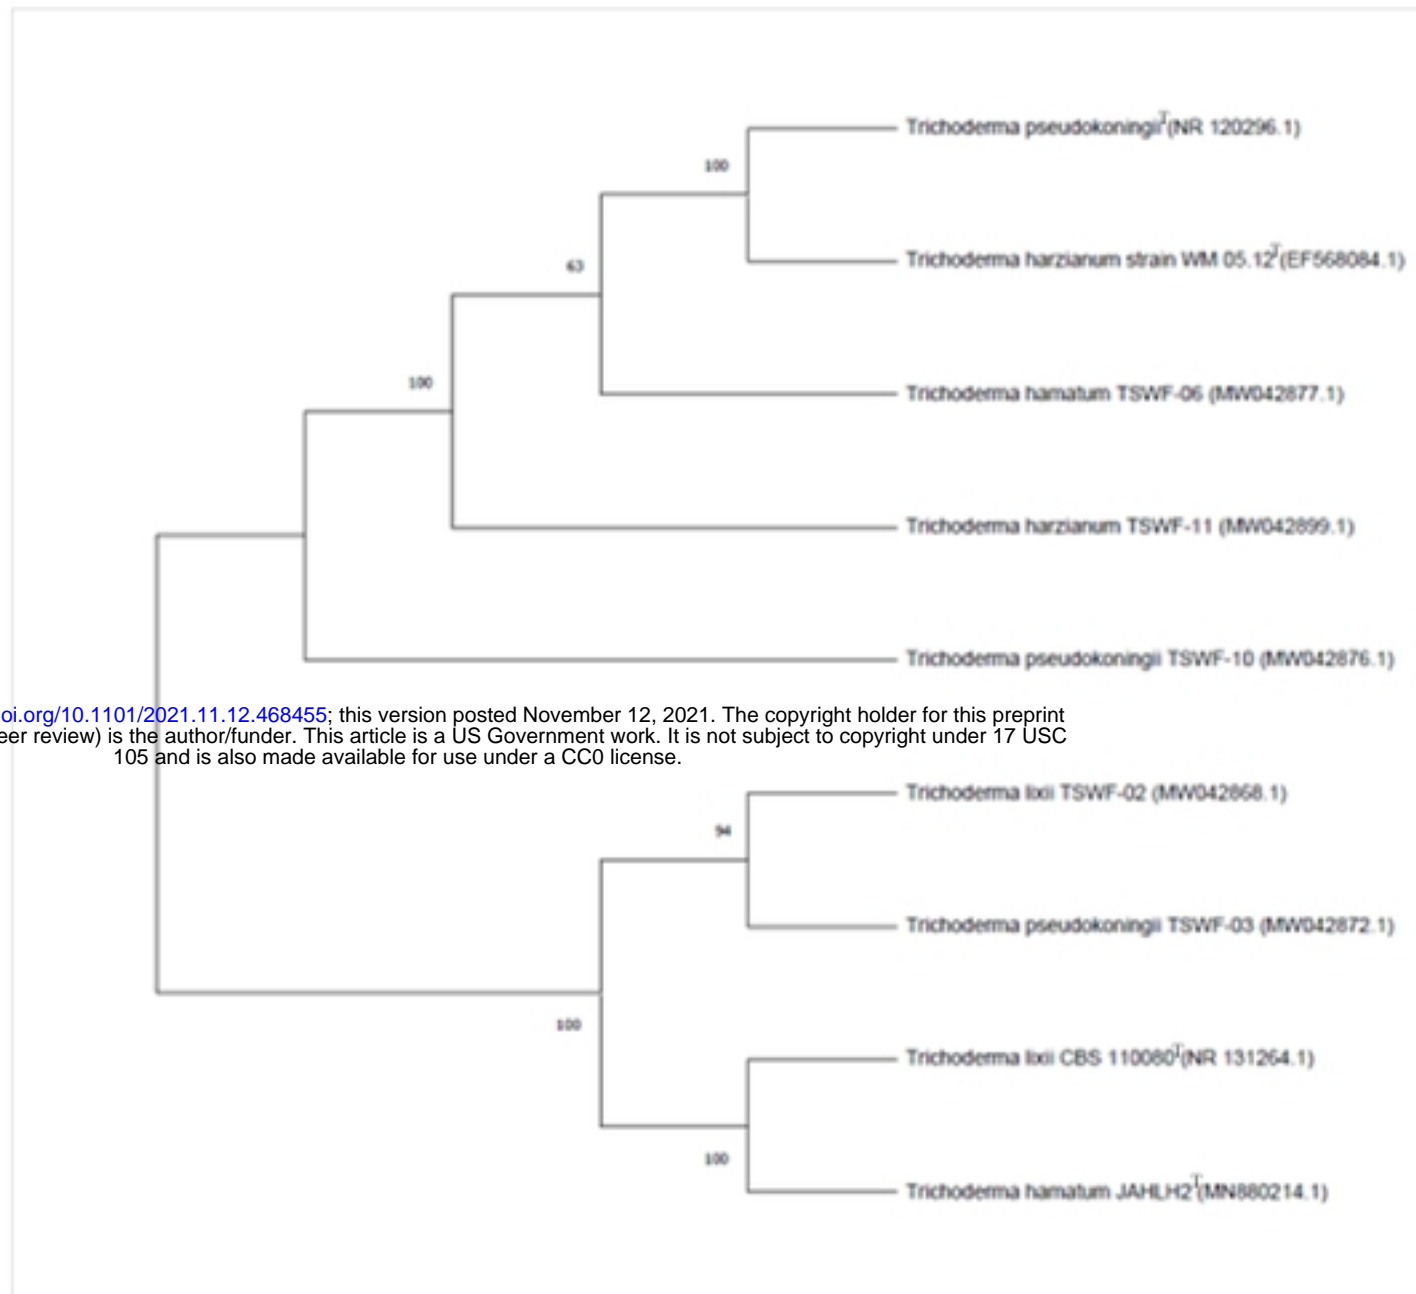 Trichoderma pseudokoningiiT(NR 120296.1)
100
Trichoderma harzianum strain WM 05.12T(EF568084.1)
63
100
Trichoderma hamatum TSWF-06 (MW042877.1)
Trichoderma harzianum TSWF-11 (MW042899.1)
Trichoderma pseudokoningii TSWF-10 (MW042876.1)
oi.org/10.1101/2021.11.12.468455; this version posted November 12, 2021. The copyright holder for this preprint
eer review) is the author/funder. This article is a US Government work. It is not subject to copyright under 17 USC
105 and is also made available for use under a CC0 license.
Trichoderma lixii TSWF-02 (MW042868.1)
94
Trichoderma pseudokoningii TSWF-03 (MW042872.1)
100
Trichoderma lixii CBS 110080T(NR 131264.1)
100
Trichoderma hamatum JAHLH2T(MN880214.1)